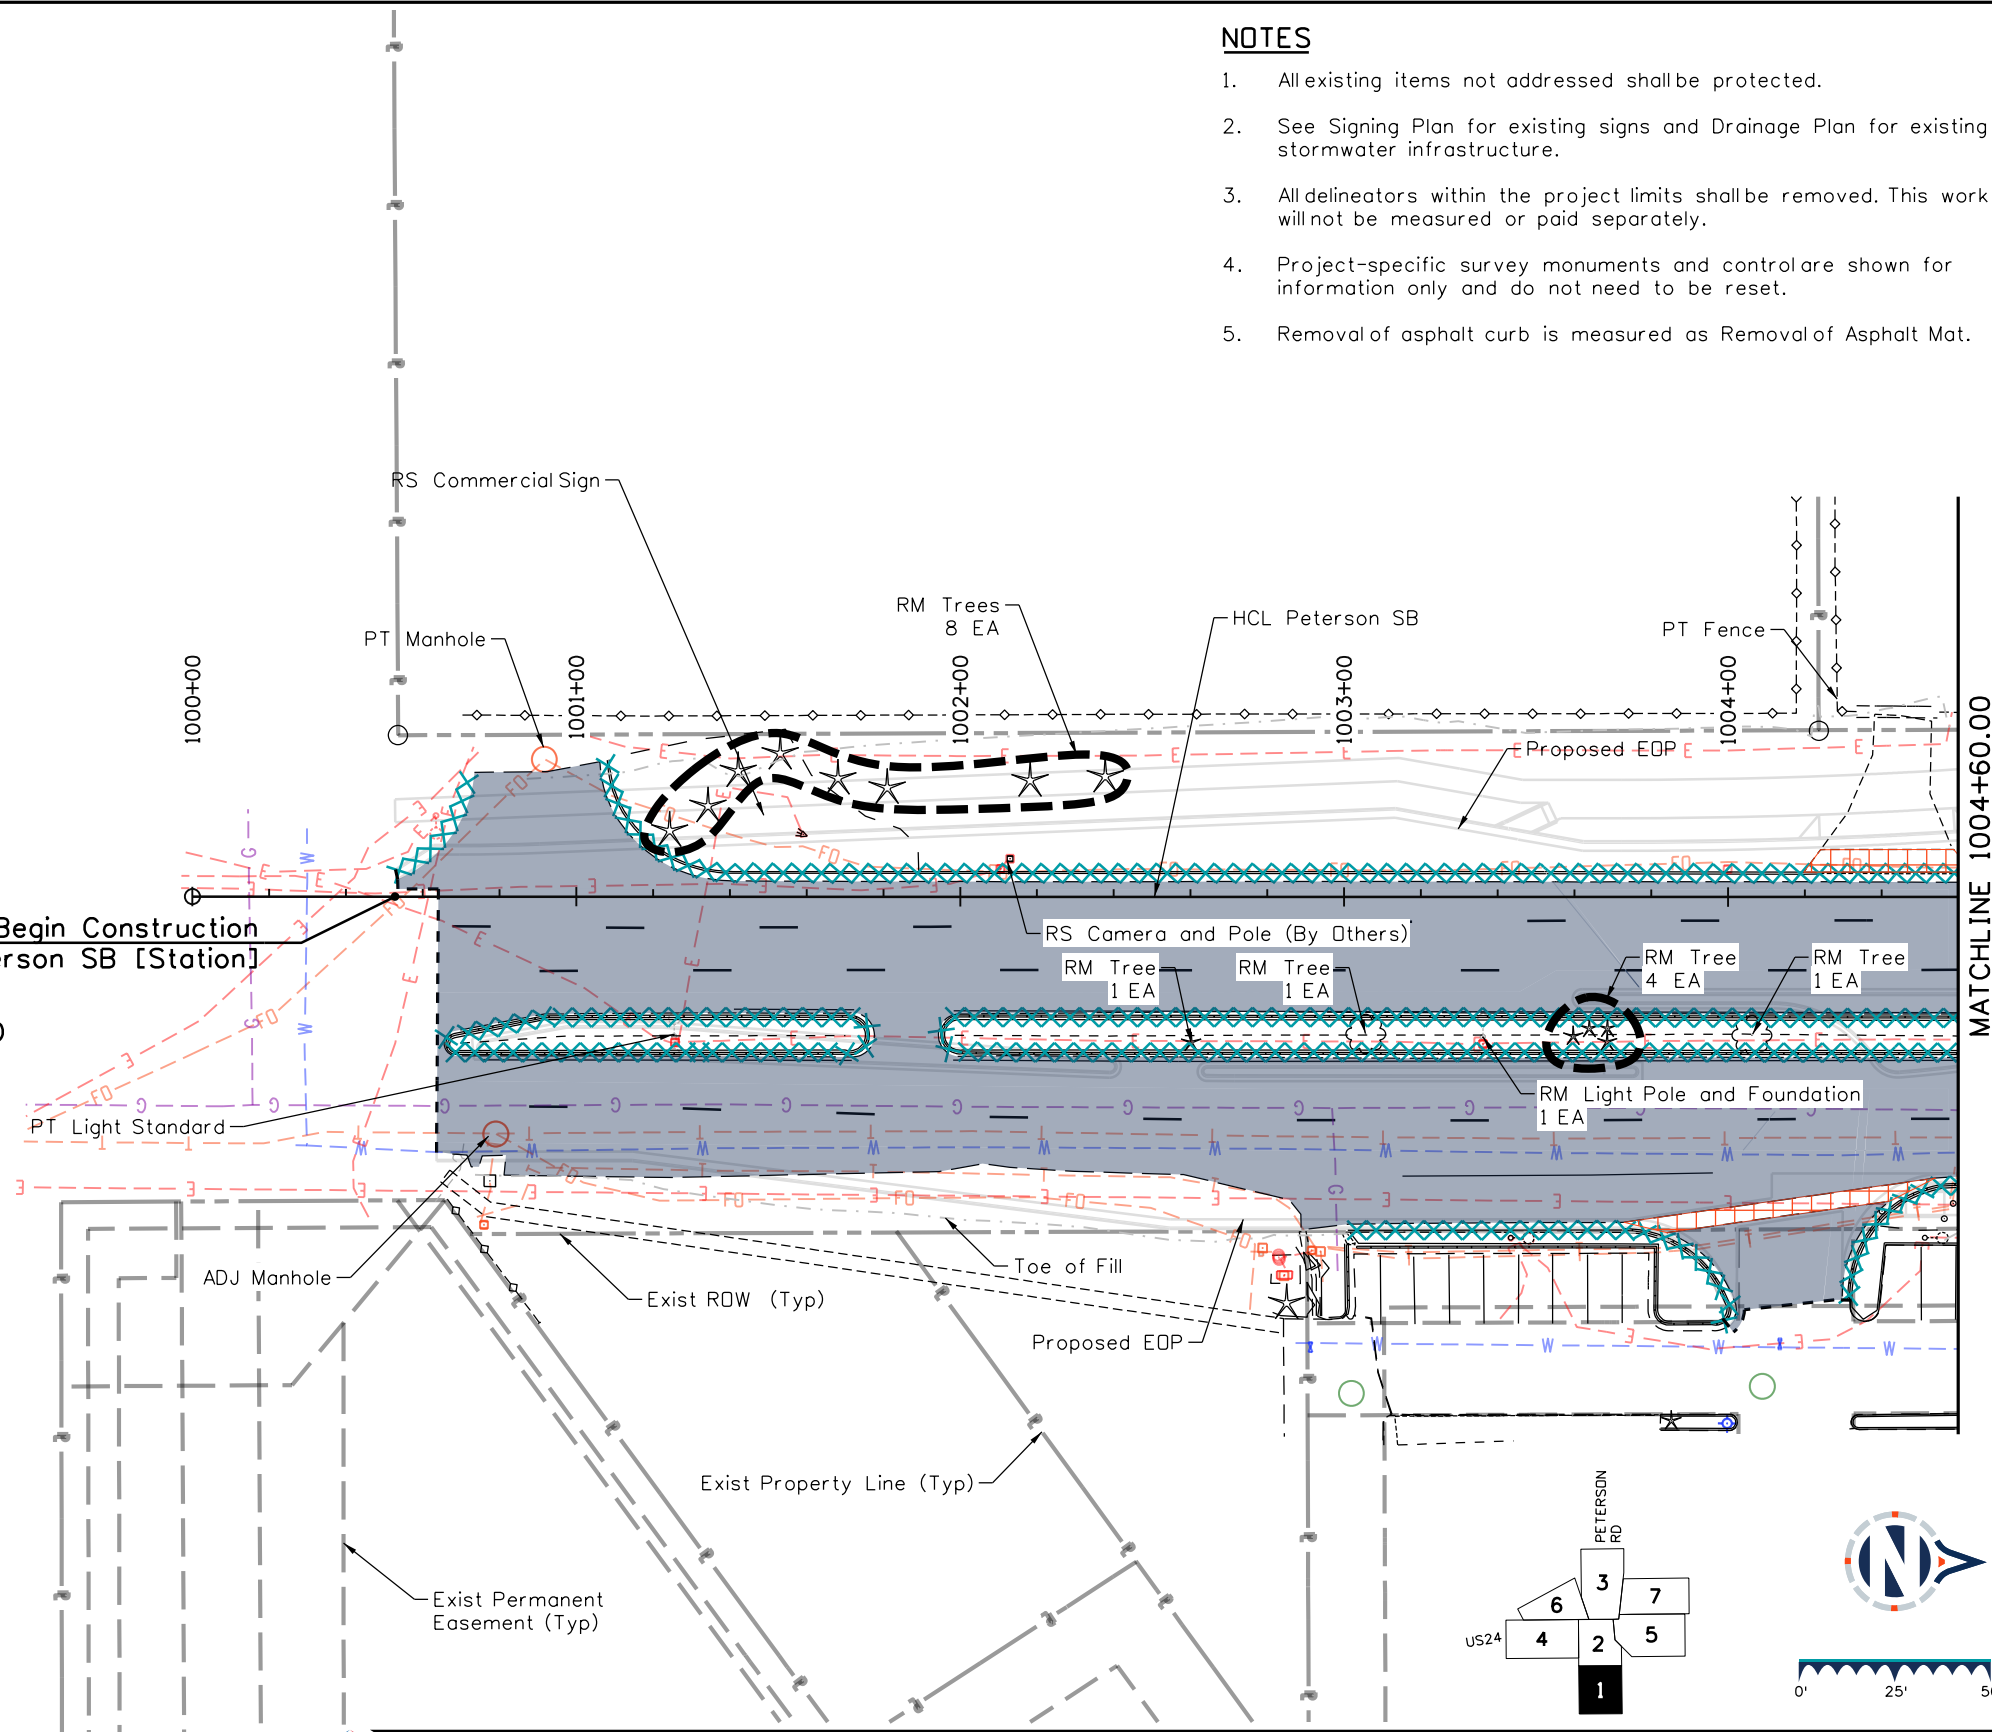 NOTES
1. All existing items not addressed shall be protected.
2. See Signing Plan for existing signs and Drainage Plan for existing
stormwater infrastructure.
3. All delineators within the project limits shall be removed. This work
will not be measured or paid separately.
4. Project-specific survey monuments and control are shown for
information only and do not need to be reset.
5. Removal of asphalt curb is measured as Removal of Asphalt Mat.
RS Commercial Sign
RM Trees
8 EA
HCL Peterson SB
PT Manhole
PT Fence
1000+00
1001+00
1002+00
1003+00
1004+00
MATCHLINE 1004+60.00
Proposed EOP
Begin Construction
erson SB [Station]
RS Camera and Pole (By Others)
RM Tree
1 EA
RM Tree
1 EA
RM Tree
4 EA
RM Tree
1 EA
RM Light Pole and Foundation
1 EA
PT Light Standard
ADJ Manhole
Exist ROW (Typ)
Toe of Fill
Proposed EOP
Exist Property Line (Typ)
Exist Permanent
Easement (Typ)
PETERSON
RD
US24
3
6
7
4
2
5
1
N
0'
25'